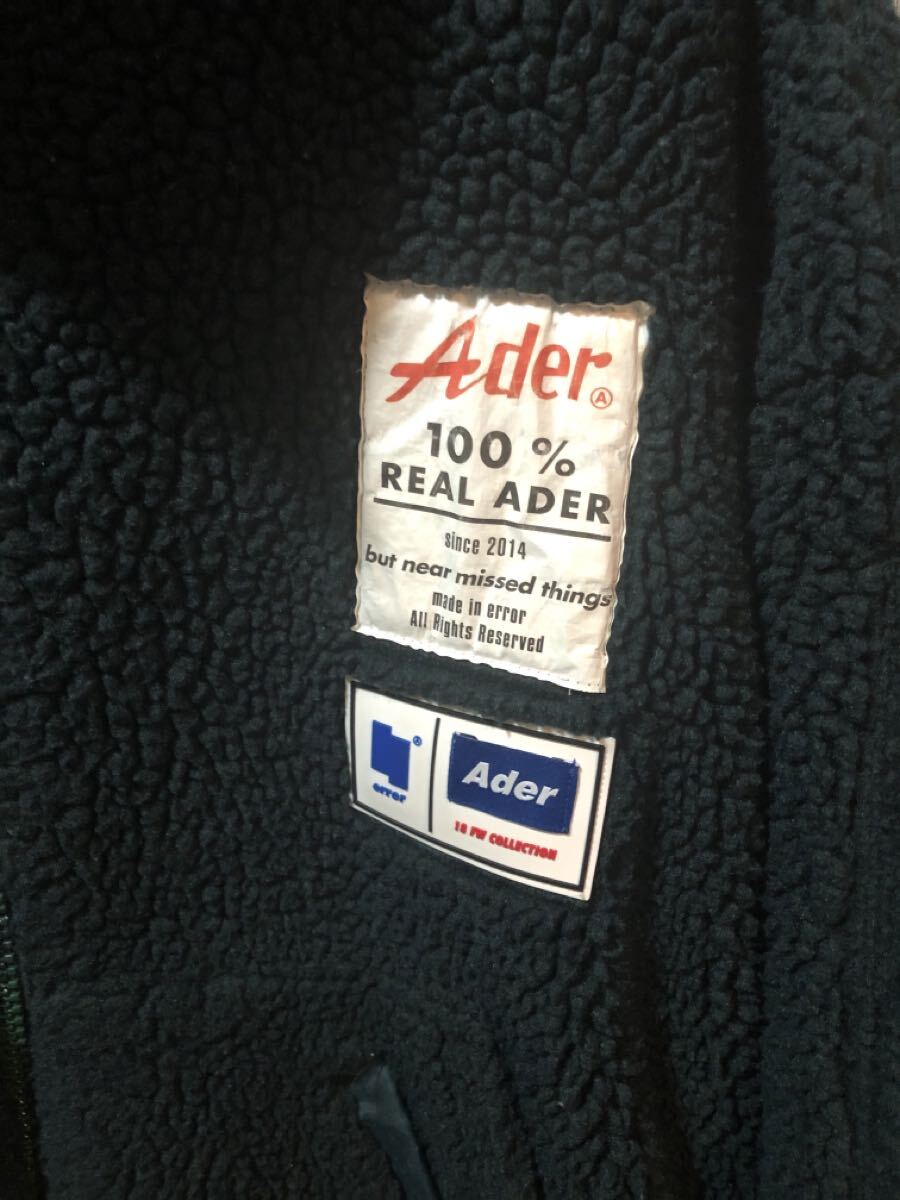 Ader Ⓐ
100 %
REAL ADER
since 2014
but near missed things
made in error
All Rights Reserved
Ⓐ
error
Ader
18 FW COLLECTION